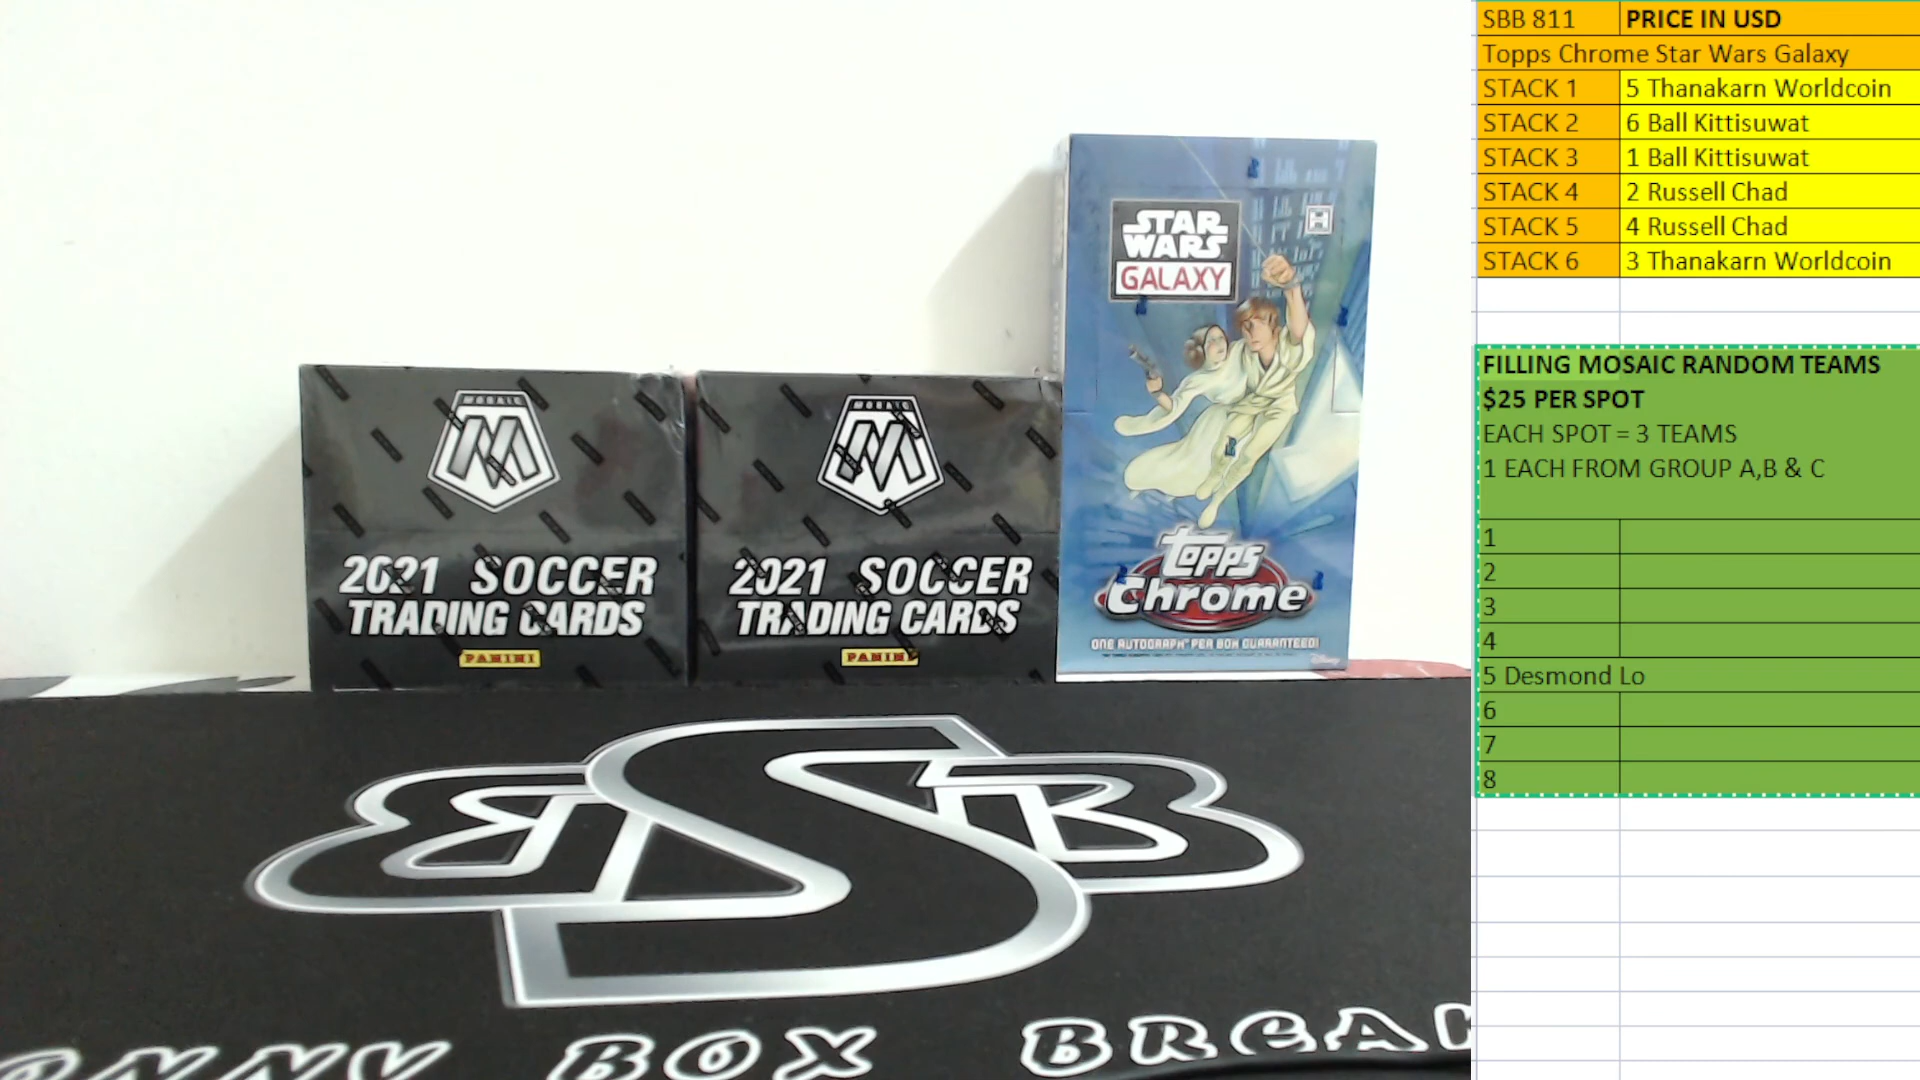 SBB 811 PRICE IN USD
Topps Chrome Star Wars Galaxy
STACK 1 5 Thanakarn Worldcoin
STACK 2 6 Ball Kittisuwat
STACK 3 1 Ball Kittisuwat
STACK 4 2 Russell Chad
STACK 5 4 Russell Chad
STACK 6 3 Thanakarn Worldcoin
FILLING MOSAIC RANDOM TEAMS
$25 PER SPOT
EACH SPOT = 3 TEAMS
1 EACH FROM GROUP A,B & C
1
2
3
4
5 Desmond Lo
6
7
8
MOSAIC
M
2021 SOCCER
TRADING CARDS
PANINI
MOSAIC
M
2021 SOCCER
TRADING CARDS
PANINI
STAR
WARS
GALAXY
H
Topps
Chrome
ONE AUTOGRAPH PER BOX GUARANTEED!
Disney
BSB
BOX